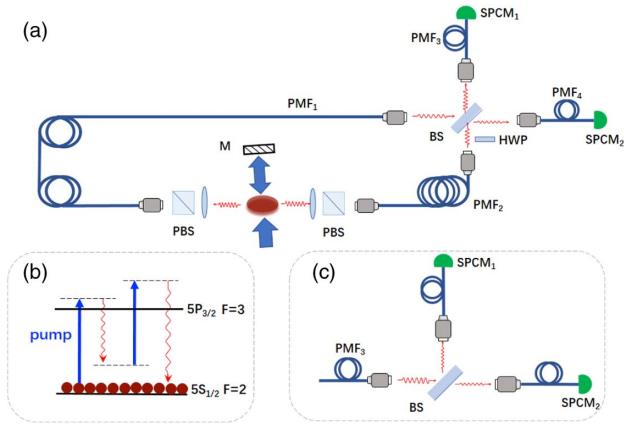 (a)
SPCM₁
PMF₃
PMF₁
PMF₄
BS
HWP
SPCM₂
M
PMF₂
PBS
PBS
(b)
5P₃/₂ F=3
pump
5S₁/₂ F=2
(c)
SPCM₁
PMF₃
BS
SPCM₂